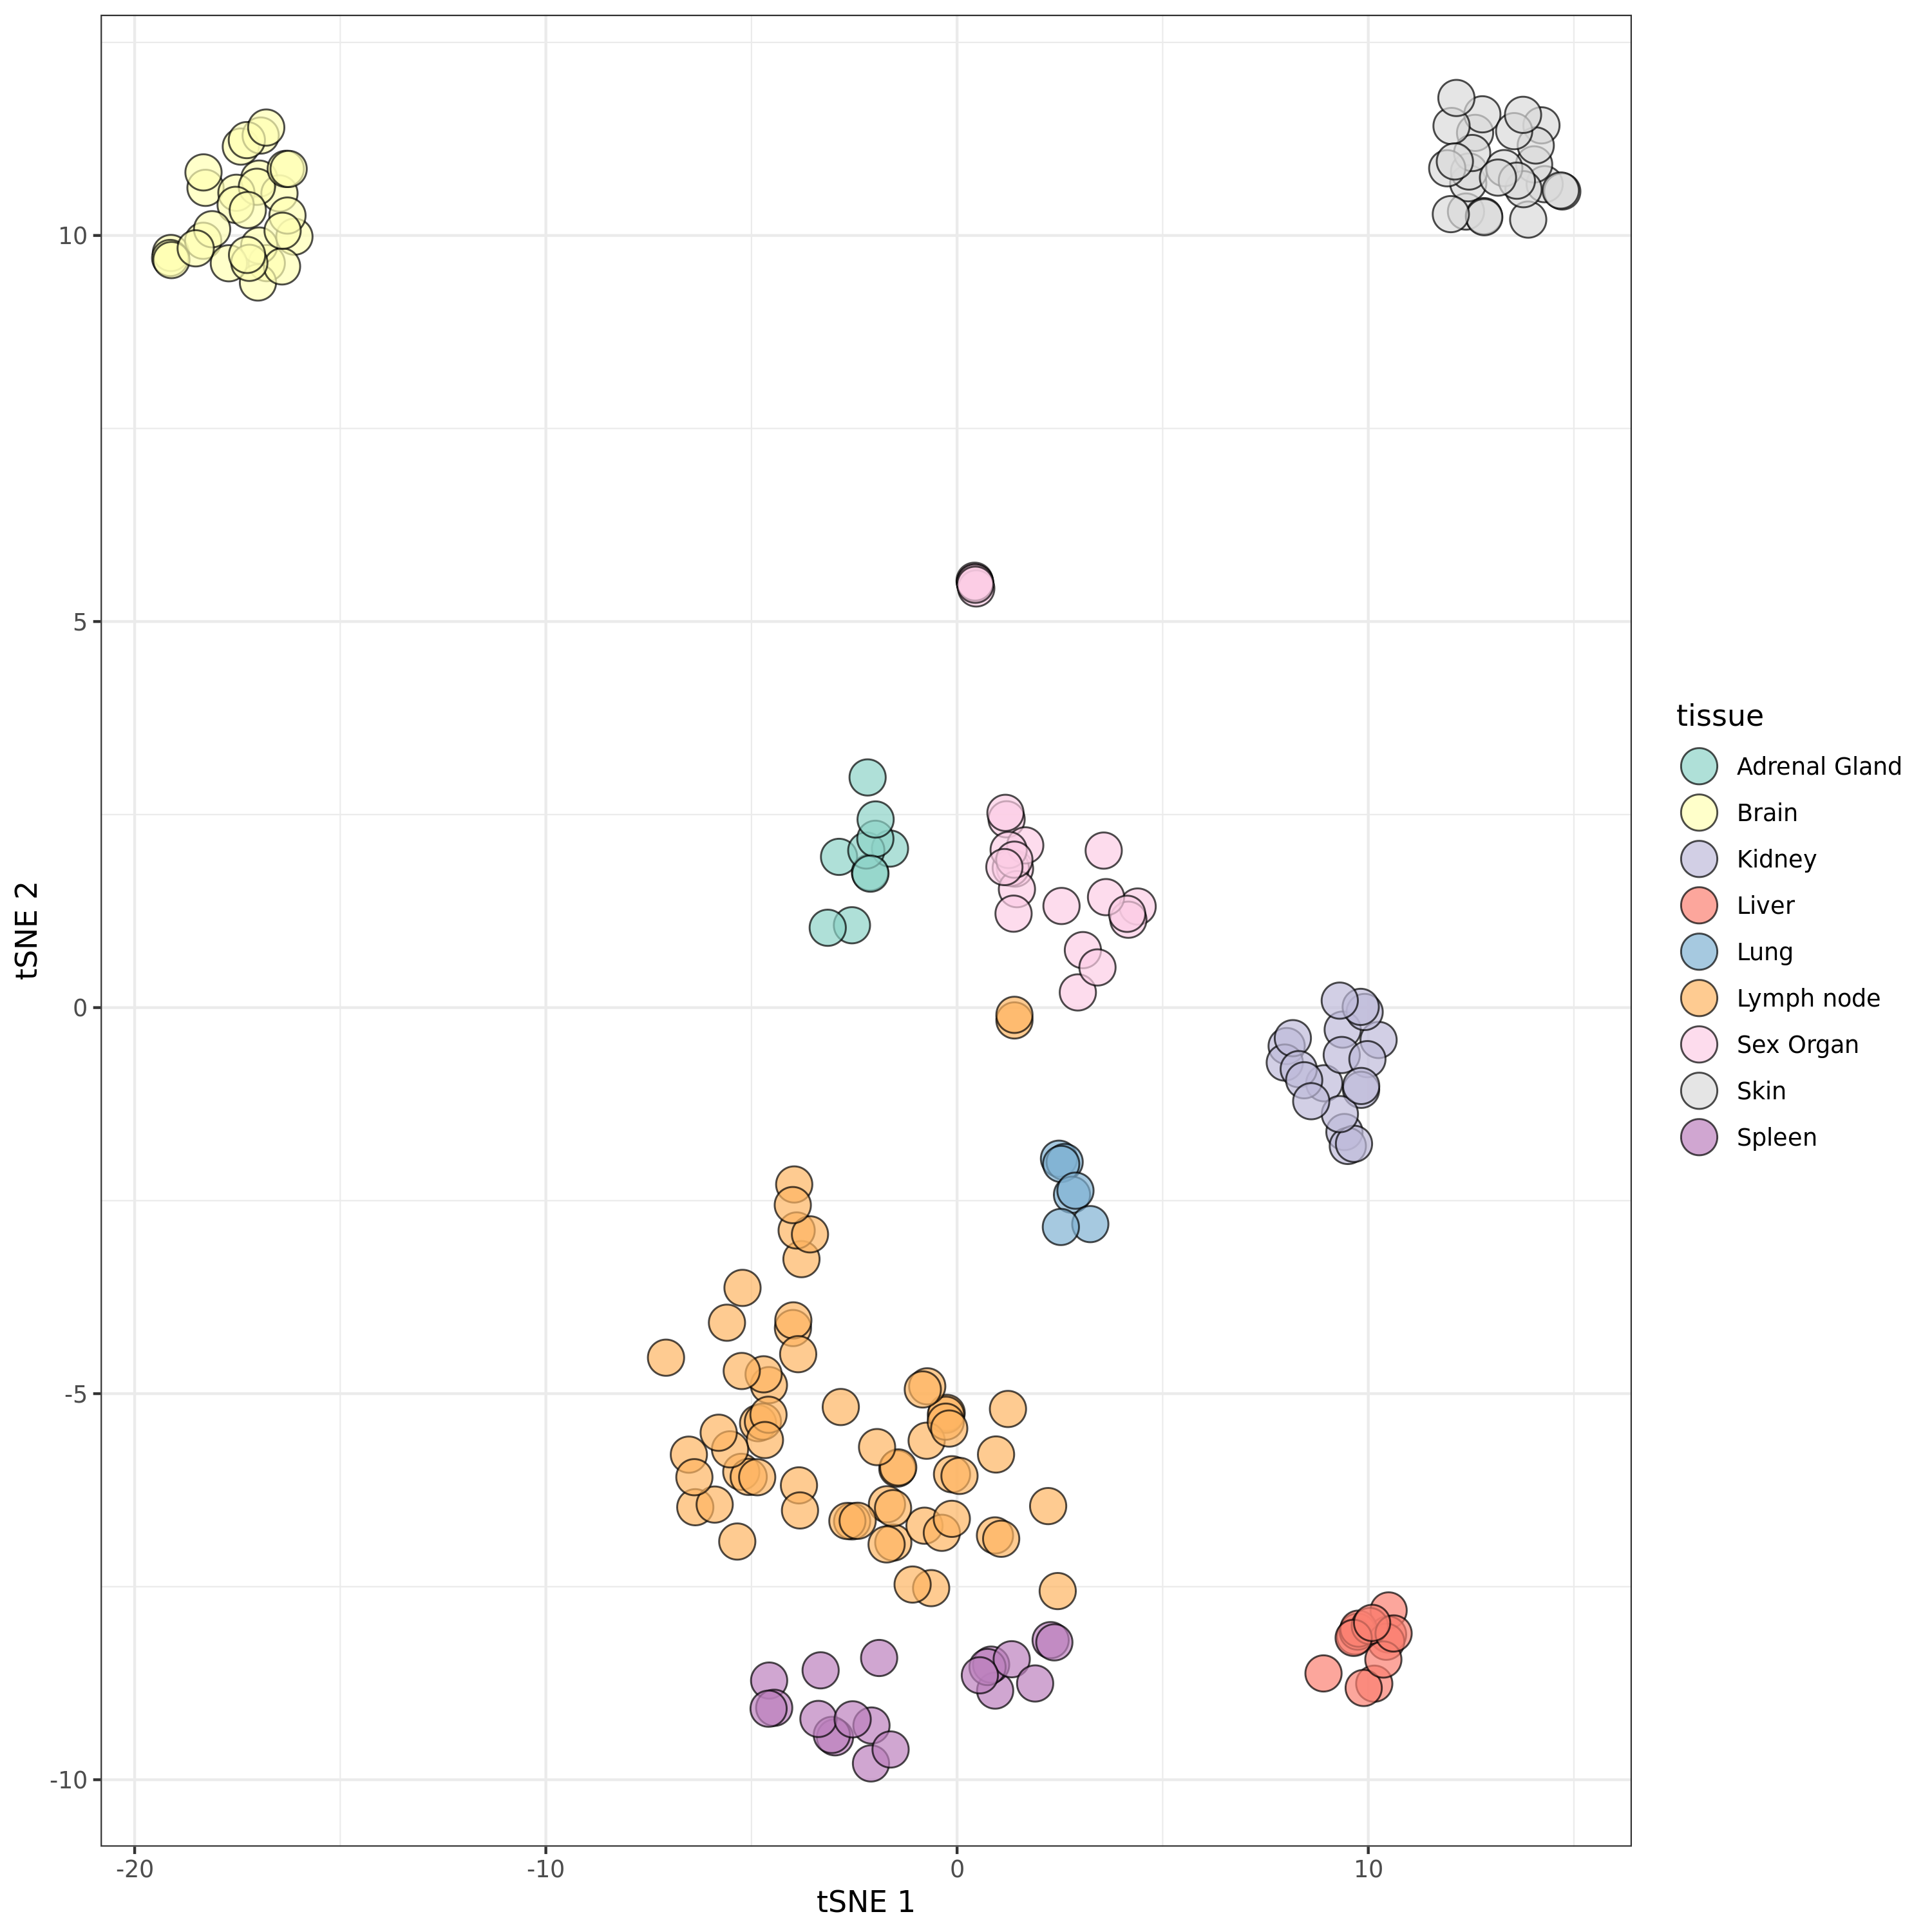 10
5
0
-5
-10
tSNE 2
-20
-10
0
10
tSNE 1
tissue
Adrenal Gland
Brain
Kidney
Liver
Lung
Lymph node
Sex Organ
Skin
Spleen